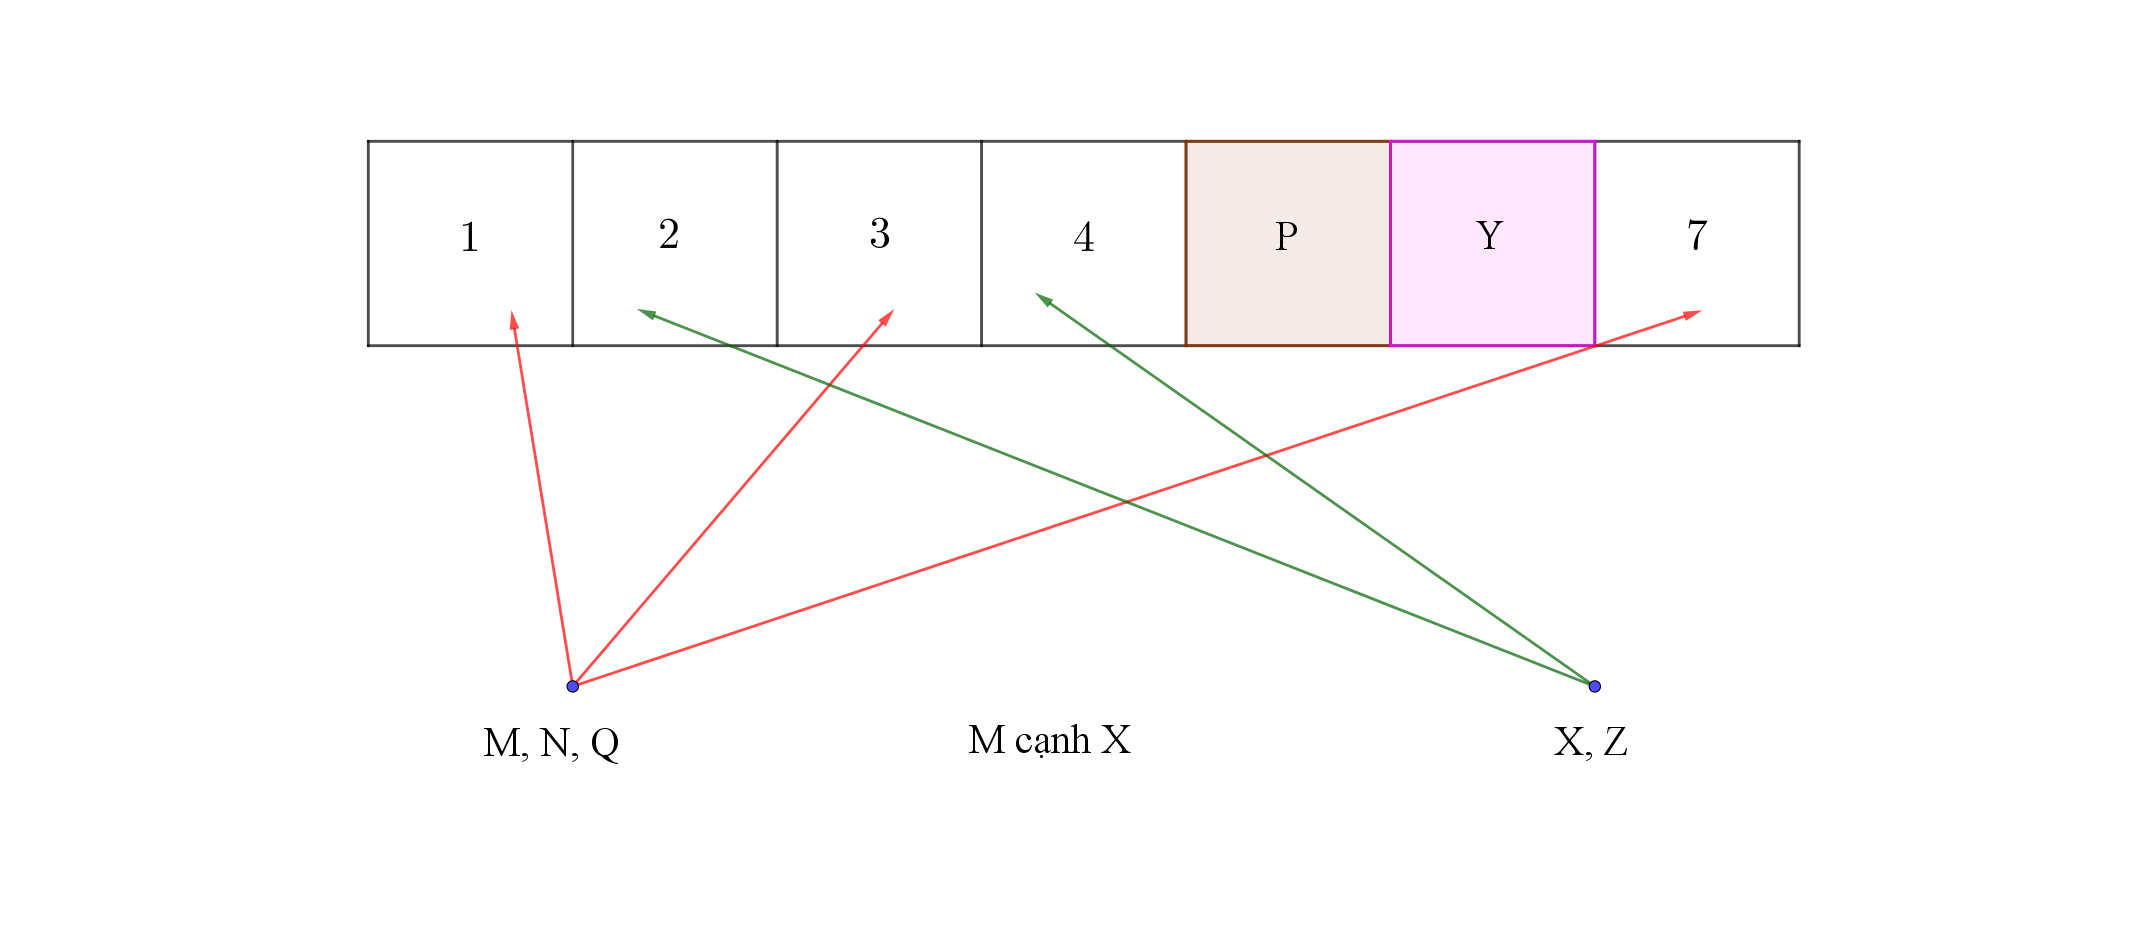 1 2 3 4 P Y 7
M, N, Q M cạnh X X, Z